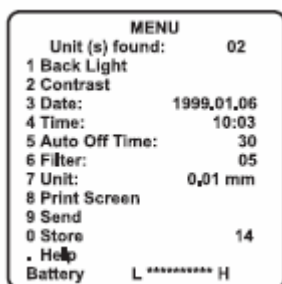 MENU
Unit (s) found: 02
1 Back Light
2 Contrast
3 Date: 1999.01.06
4 Time: 10:03
5 Auto Off Time: 30
6 Filter: 05
7 Unit: 0.01 mm
8 Print Screen
9 Send
0 Store 14
. Help
Battery L ********** H